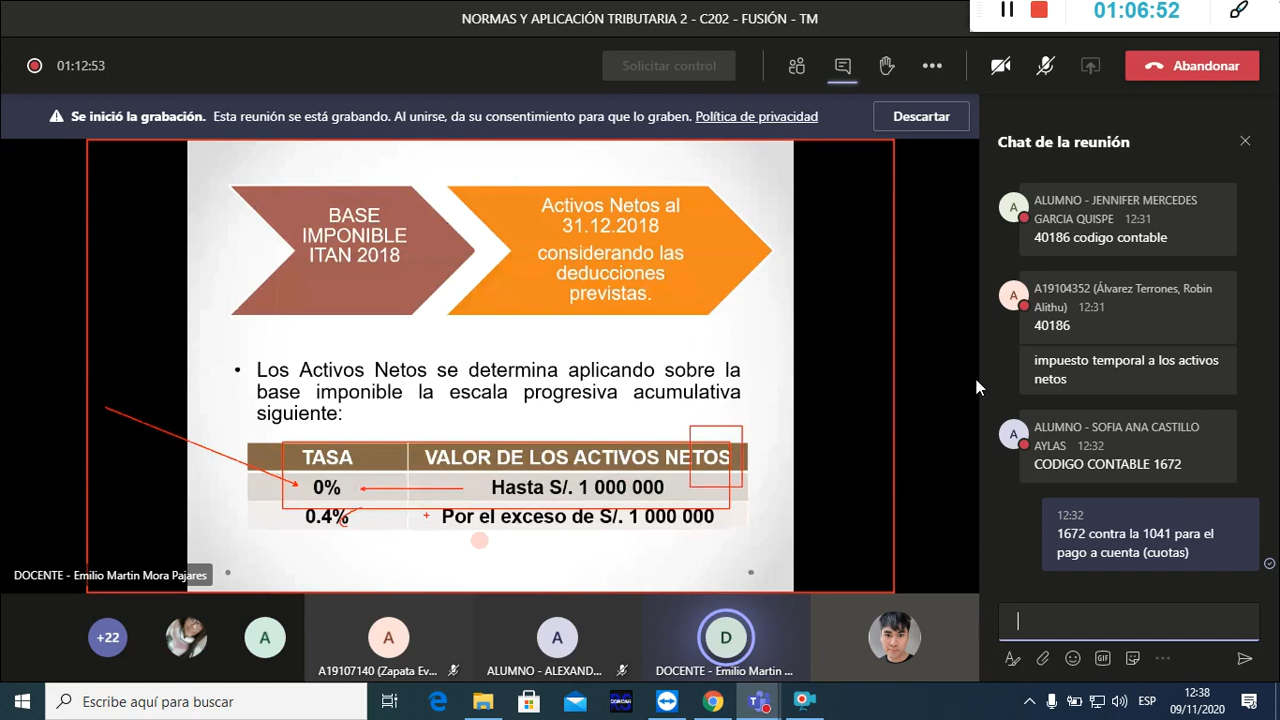 NORMAS Y APLICACIÓN TRIBUTARIA 2 - C202 - FUSIÓN - TM
01:06:52
01:12:53
Solicitar control
Abandonar
Se inició la grabación. Esta reunión se está grabando. Al unirse, da su consentimiento para que lo graben. Política de privacidad
Descartar
BASE
IMPONIBLE
ITAN 2018
Activos Netos al
31.12.2018
considerando las
deducciones
previstas.
• Los Activos Netos se determina aplicando sobre la
base imponible la escala progresiva acumulativa
siguiente:
TASA VALOR DE LOS ACTIVOS NETOS
0% Hasta S/. 1 000 000
0.4% Por el exceso de S/. 1 000 000
DOCENTE - Emilio Martin Mora Pajares
Chat de la reunión
A
ALUMNO - JENNIFER MERCEDES
GARCIA QUISPE 12:31
40186 codigo contable
A
A19104352 (Álvarez Terrones, Robin
Alithu) 12:31
40186
impuesto temporal a los activos
netos
A
ALUMNO - SOFIA ANA CASTILLO
AYLAS 12:32
CODIGO CONTABLE 1672
12:32
1672 contra la 1041 para el
pago a cuenta (cuotas)
+22
A
A
A19107140 (Zapata Ev...
A
ALUMNO - ALEXAND...
D
DOCENTE - Emilio Martin ...
GIF
Escribe aquí para buscar
ESP
12:38
09/11/2020